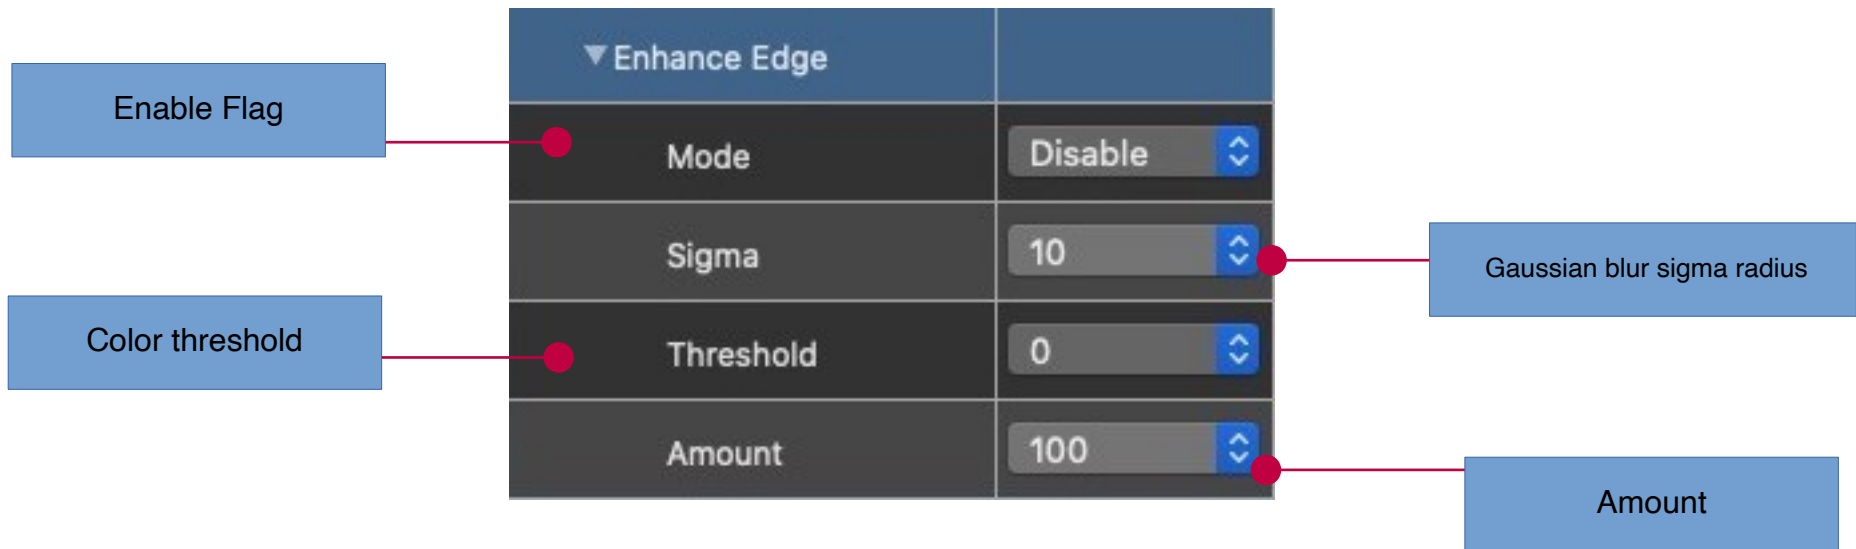 Enhance Edge
Enable Flag
Mode
Disable
Sigma
10
Gaussian blur sigma radius
Color threshold
Threshold
0
Amount
100
Amount